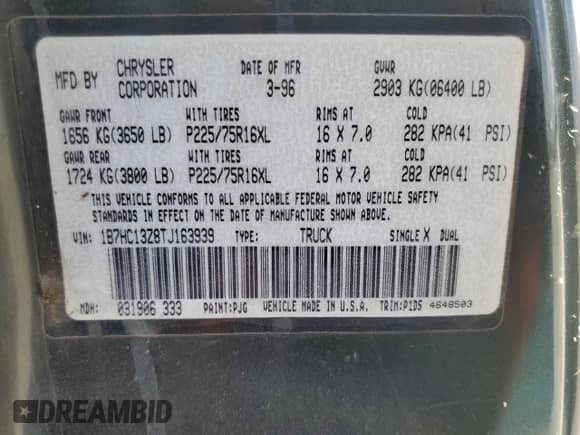 MFD BY CHRYSLER CORPORATION DATE OF MFR 3-96 GVWR 2903 KG(06400 LB)
GAWR FRONT WITH TIRES RIMS AT COLD
1656 KG(3650 LB) P225/75R16XL 16 X 7.0 282 KPA(41 PSI)
GAWR REAR WITH TIRES RIMS AT COLD
1724 KG(3800 LB) P225/75R16XL 16 X 7.0 282 KPA(41 PSI)
THIS VEHICLE CONFORMS TO ALL APPLICABLE FEDERAL MOTOR VEHICLE SAFETY
STANDARDS IN EFFECT ON THE DATE OF MANUFACTURE SHOWN ABOVE.
VIN: 1B7HC13Z8TJ163939 TYPE: TRUCK SINGLE X DUAL
MDH: 031906 333 PAINT:PJG VEHICLE MADE IN U.S.A. TRIM:P1D5 4648503
DREAMBID